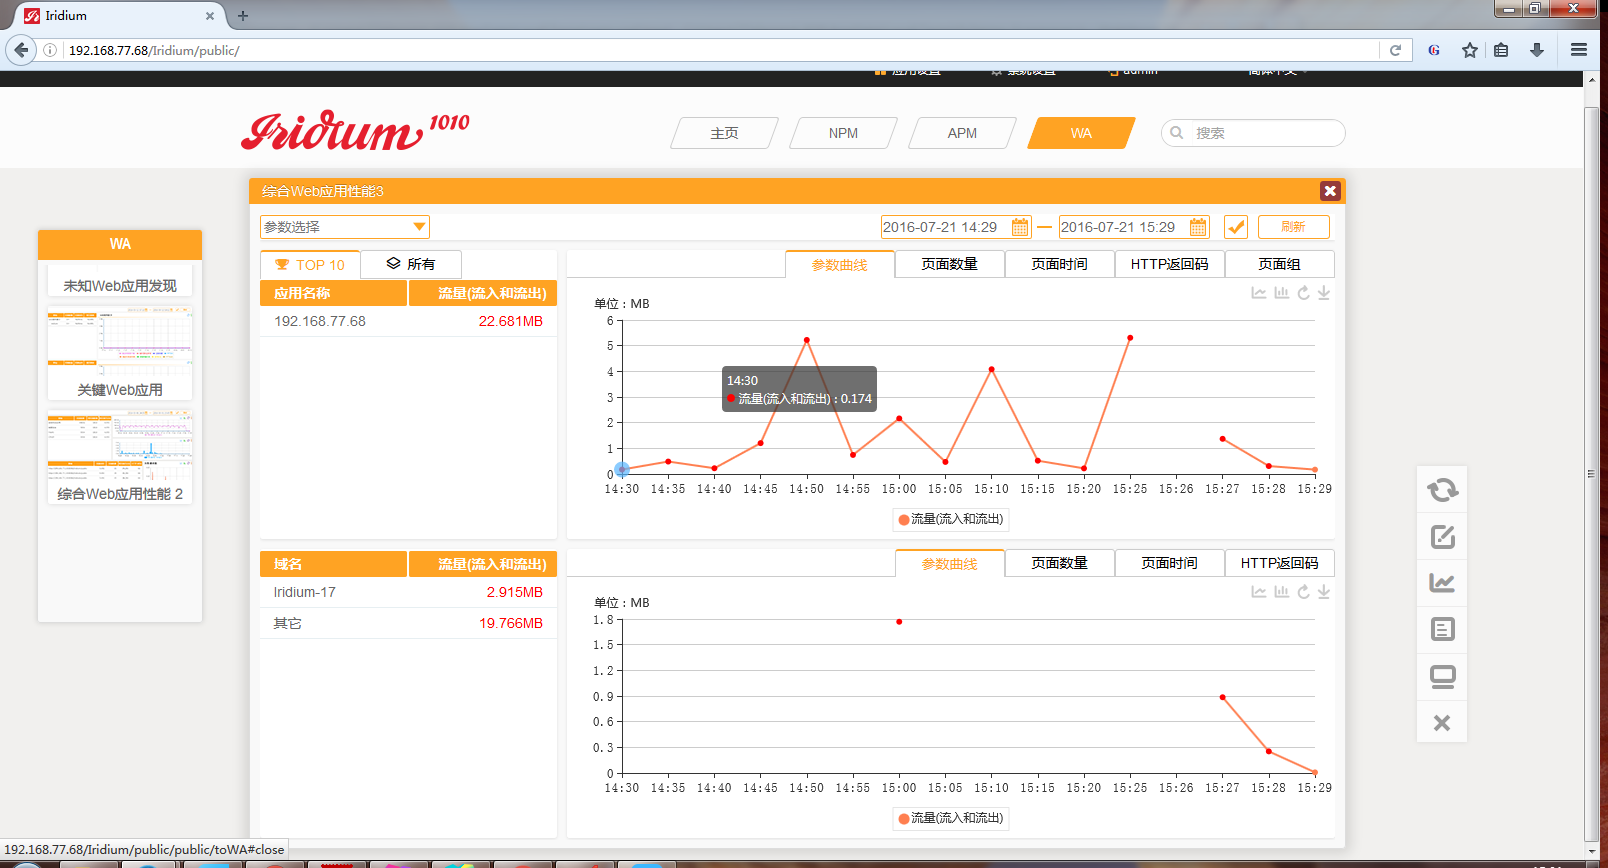 Iridium
192.168.77.68/Iridium/public/
应用设置 系统设置 admin 简体中文
Iridium 1010
主页 NPM APM WA 搜索
综合Web应用性能3
参数选择 2016-07-21 14:29 2016-07-21 15:29 刷新
WA
未知Web应用发现
关键Web应用
综合Web应用性能 2
TOP 10 所有
应用名称 流量(流入和流出)
192.168.77.68 22.681MB
参数曲线 页面数量 页面时间 HTTP返回码 页面组
单位 : MB
6
5
4
3
2
1
0
14:30
流量(流入和流出) : 0.174
14:30 14:35 14:40 14:45 14:50 14:55 15:00 15:05 15:10 15:15 15:20 15:25 15:26 15:27 15:28 15:29
流量(流入和流出)
域名 流量(流入和流出)
Iridium-17 2.915MB
其它 19.766MB
参数曲线 页面数量 页面时间 HTTP返回码
单位 : MB
1.8
1.5
1.2
0.9
0.6
0.3
0
14:30 14:35 14:40 14:45 14:50 14:55 15:00 15:05 15:10 15:15 15:20 15:25 15:26 15:27 15:28 15:29
流量(流入和流出)
192.168.77.68/Iridium/public/public/toWA#close